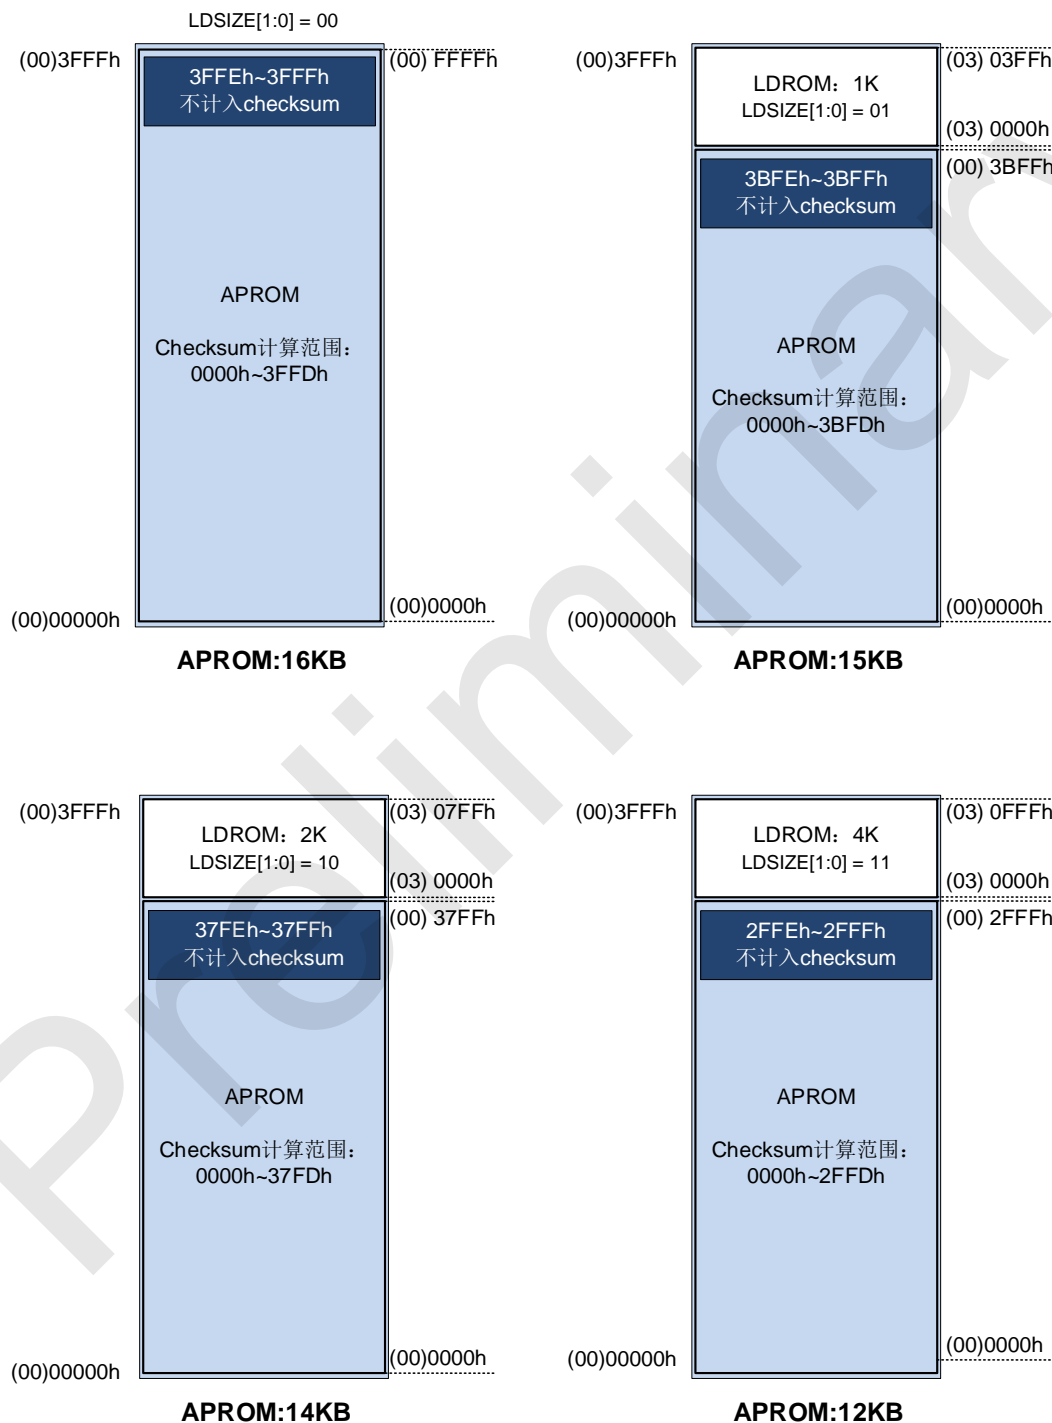 LDSIZE[1:0] = 00
(00)3FFFh
(00) FFFFh
3FFEh~3FFFh
不计入checksum
APROM
Checksum计算范围：
0000h~3FFDh
(00)00000h
(00)0000h
APROM:16KB
(00)3FFFh
(03) 03FFh
LDROM：1K
LDSIZE[1:0] = 01
(03) 0000h
(00) 3BFFh
3BFEh~3BFFh
不计入checksum
APROM
Checksum计算范围：
0000h~3BFDh
(00)00000h
(00)0000h
APROM:15KB
(00)3FFFh
(03) 07FFh
LDROM：2K
LDSIZE[1:0] = 10
(03) 0000h
(00) 37FFh
37FEh~37FFh
不计入checksum
APROM
Checksum计算范围：
0000h~37FDh
(00)00000h
(00)0000h
APROM:14KB
(00)3FFFh
(03) 0FFFh
LDROM：4K
LDSIZE[1:0] = 11
(03) 0000h
(00) 2FFFh
2FFEh~2FFFh
不计入checksum
APROM
Checksum计算范围：
0000h~2FFDh
(00)00000h
(00)0000h
APROM:12KB
Preliminary